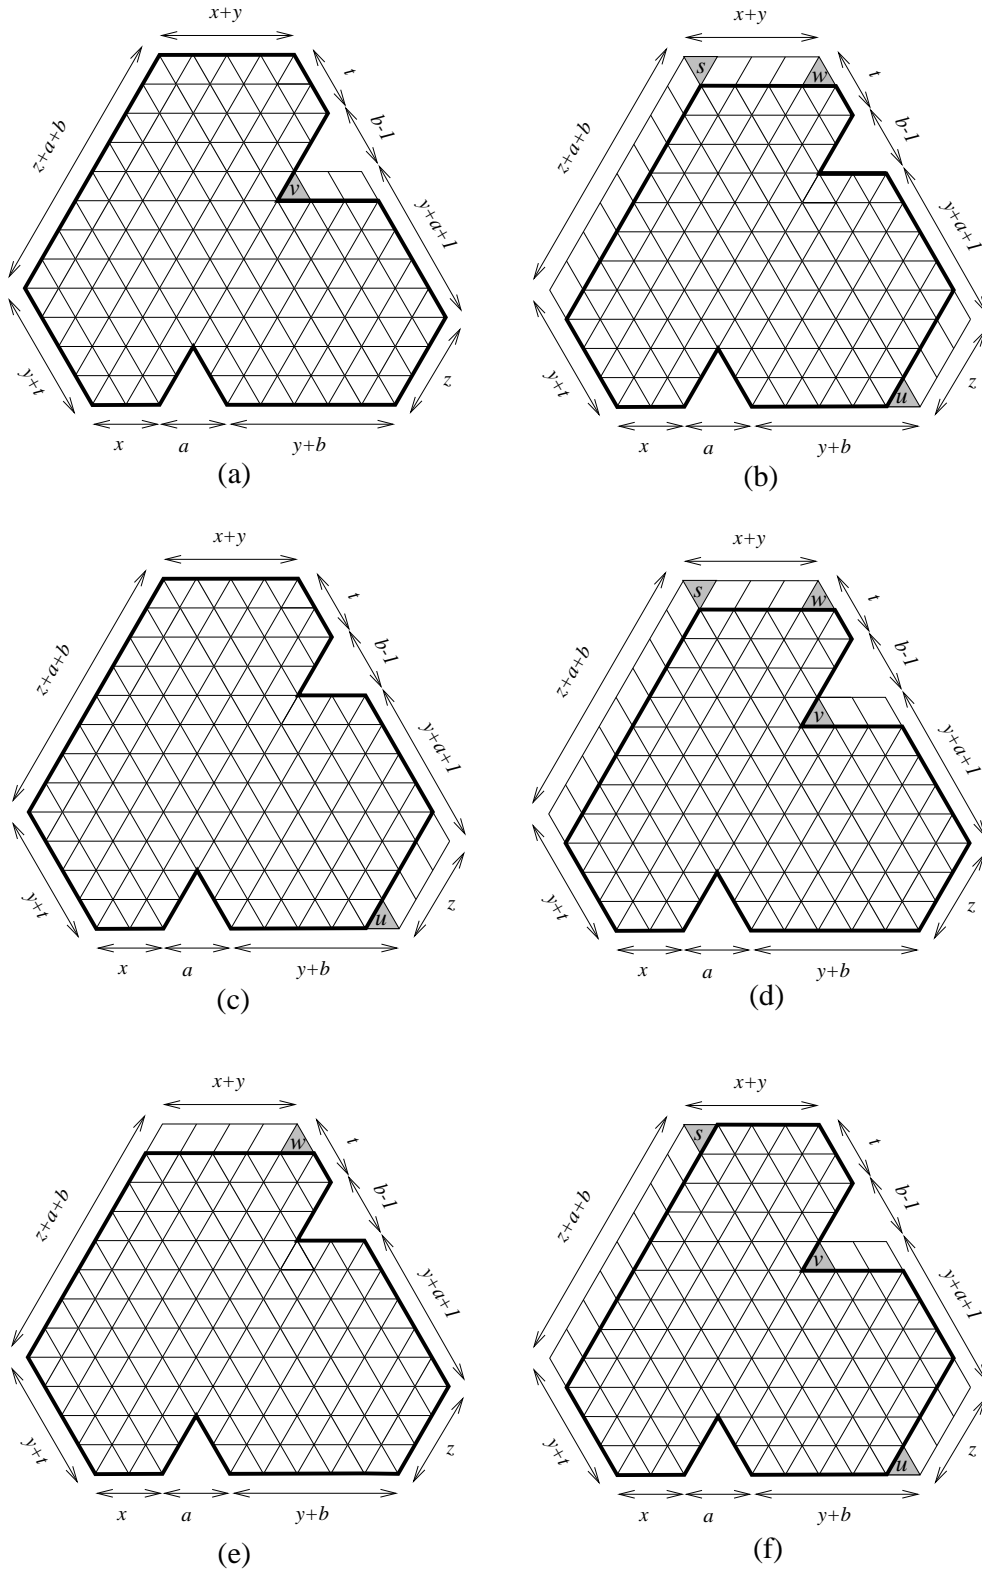 x+y
z+a+b
t
b-1
y+a+1
z
v
y+t
x
a
y+b
(a)
x+y
s
w
z+a+b
t
b-1
y+a+1
z
u
y+t
x
a
y+b
(b)
x+y
z+a+b
t
b-1
y+a+1
z
u
y+t
x
a
y+b
(c)
x+y
s
w
z+a+b
t
b-1
v
y+a+1
z
y+t
x
a
y+b
(d)
x+y
w
z+a+b
t
b-1
y+a+1
z
y+t
x
a
y+b
(e)
x+y
s
z+a+b
t
b-1
v
y+a+1
z
u
y+t
x
a
y+b
(f)